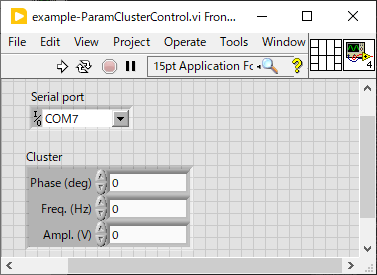 example-ParamClusterControl.vi Fron...
File Edit View Project Operate Tools Window
15pt Application Fo
?
4
Serial port
I/O COM7
Cluster
Phase (deg) 0
Freq. (Hz) 0
Ampl. (V) 0